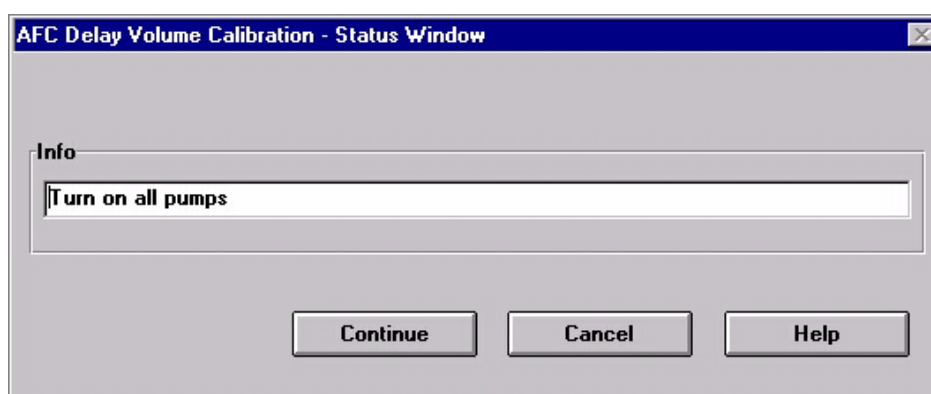 AFC Delay Volume Calibration - Status Window
Info
Turn on all pumps
Continue Cancel Help